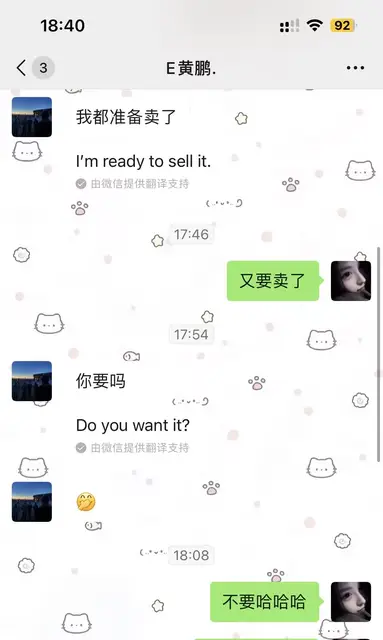 18:40
92
3
E黄鹏.
我都准备卖了
I'm ready to sell it.
由微信提供翻译支持
17:46
又要卖了
17:54
你要吗
Do you want it?
由微信提供翻译支持
18:08
不要哈哈哈